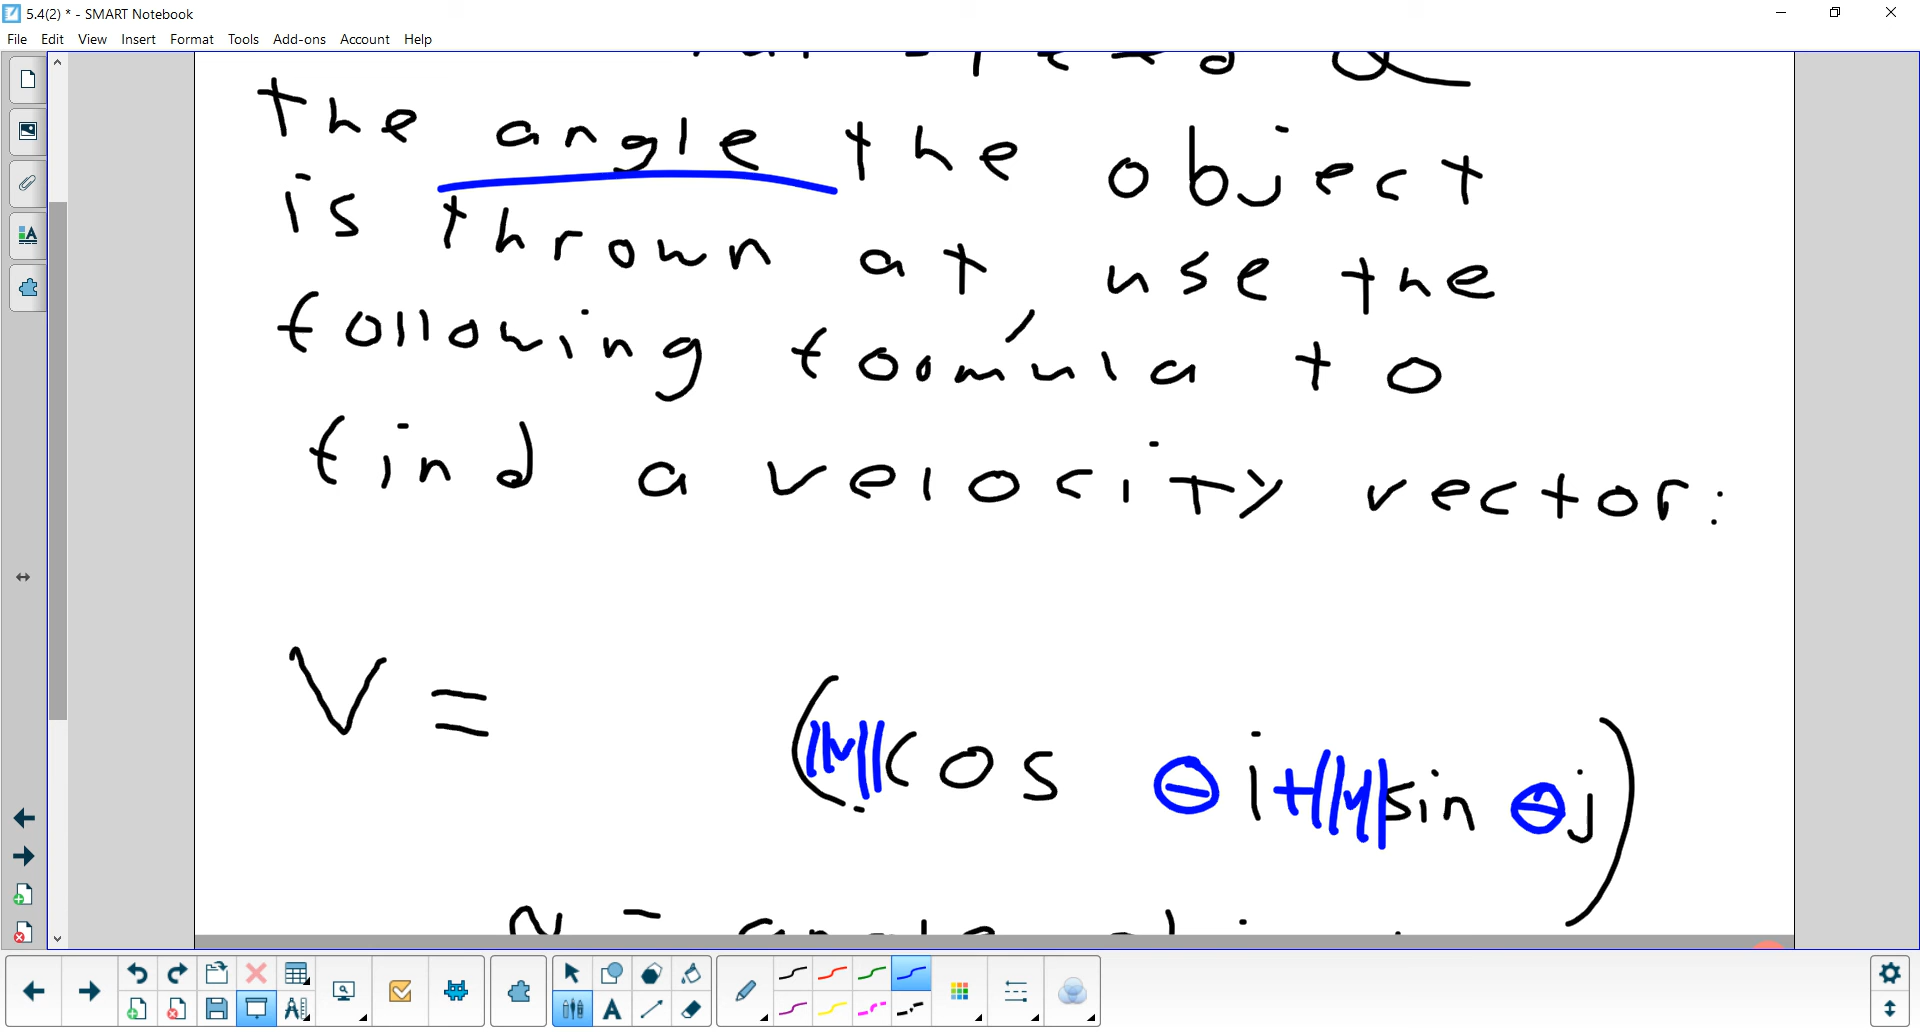 5.4(2) * - SMART Notebook
File Edit View Insert Format Tools Add-ons Account Help
the angle the object
is thrown at, use the
following foomula to
find a velocity vector:
V = (||v||cos θ i+||v||sin θ j)